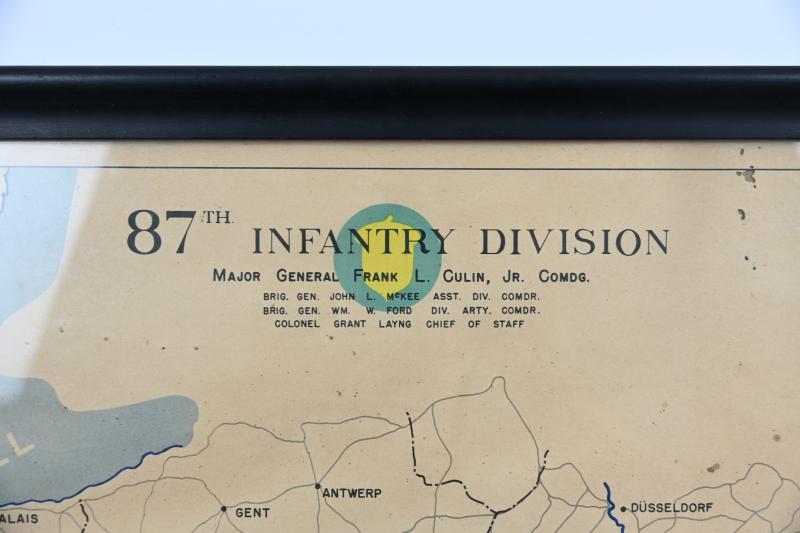 87TH. INFANTRY DIVISION
MAJOR GENERAL FRANK L. CULIN, JR. COMDG.
BRIG. GEN. JOHN L. McKEE ASST. DIV. COMDR.
BRIG. GEN. WM. W. FORD DIV. ARTY. COMDR.
COLONEL GRANT LAYNG CHIEF OF STAFF
LL
ANTWERP
DÜSSELDORF
GENT
ALAIS